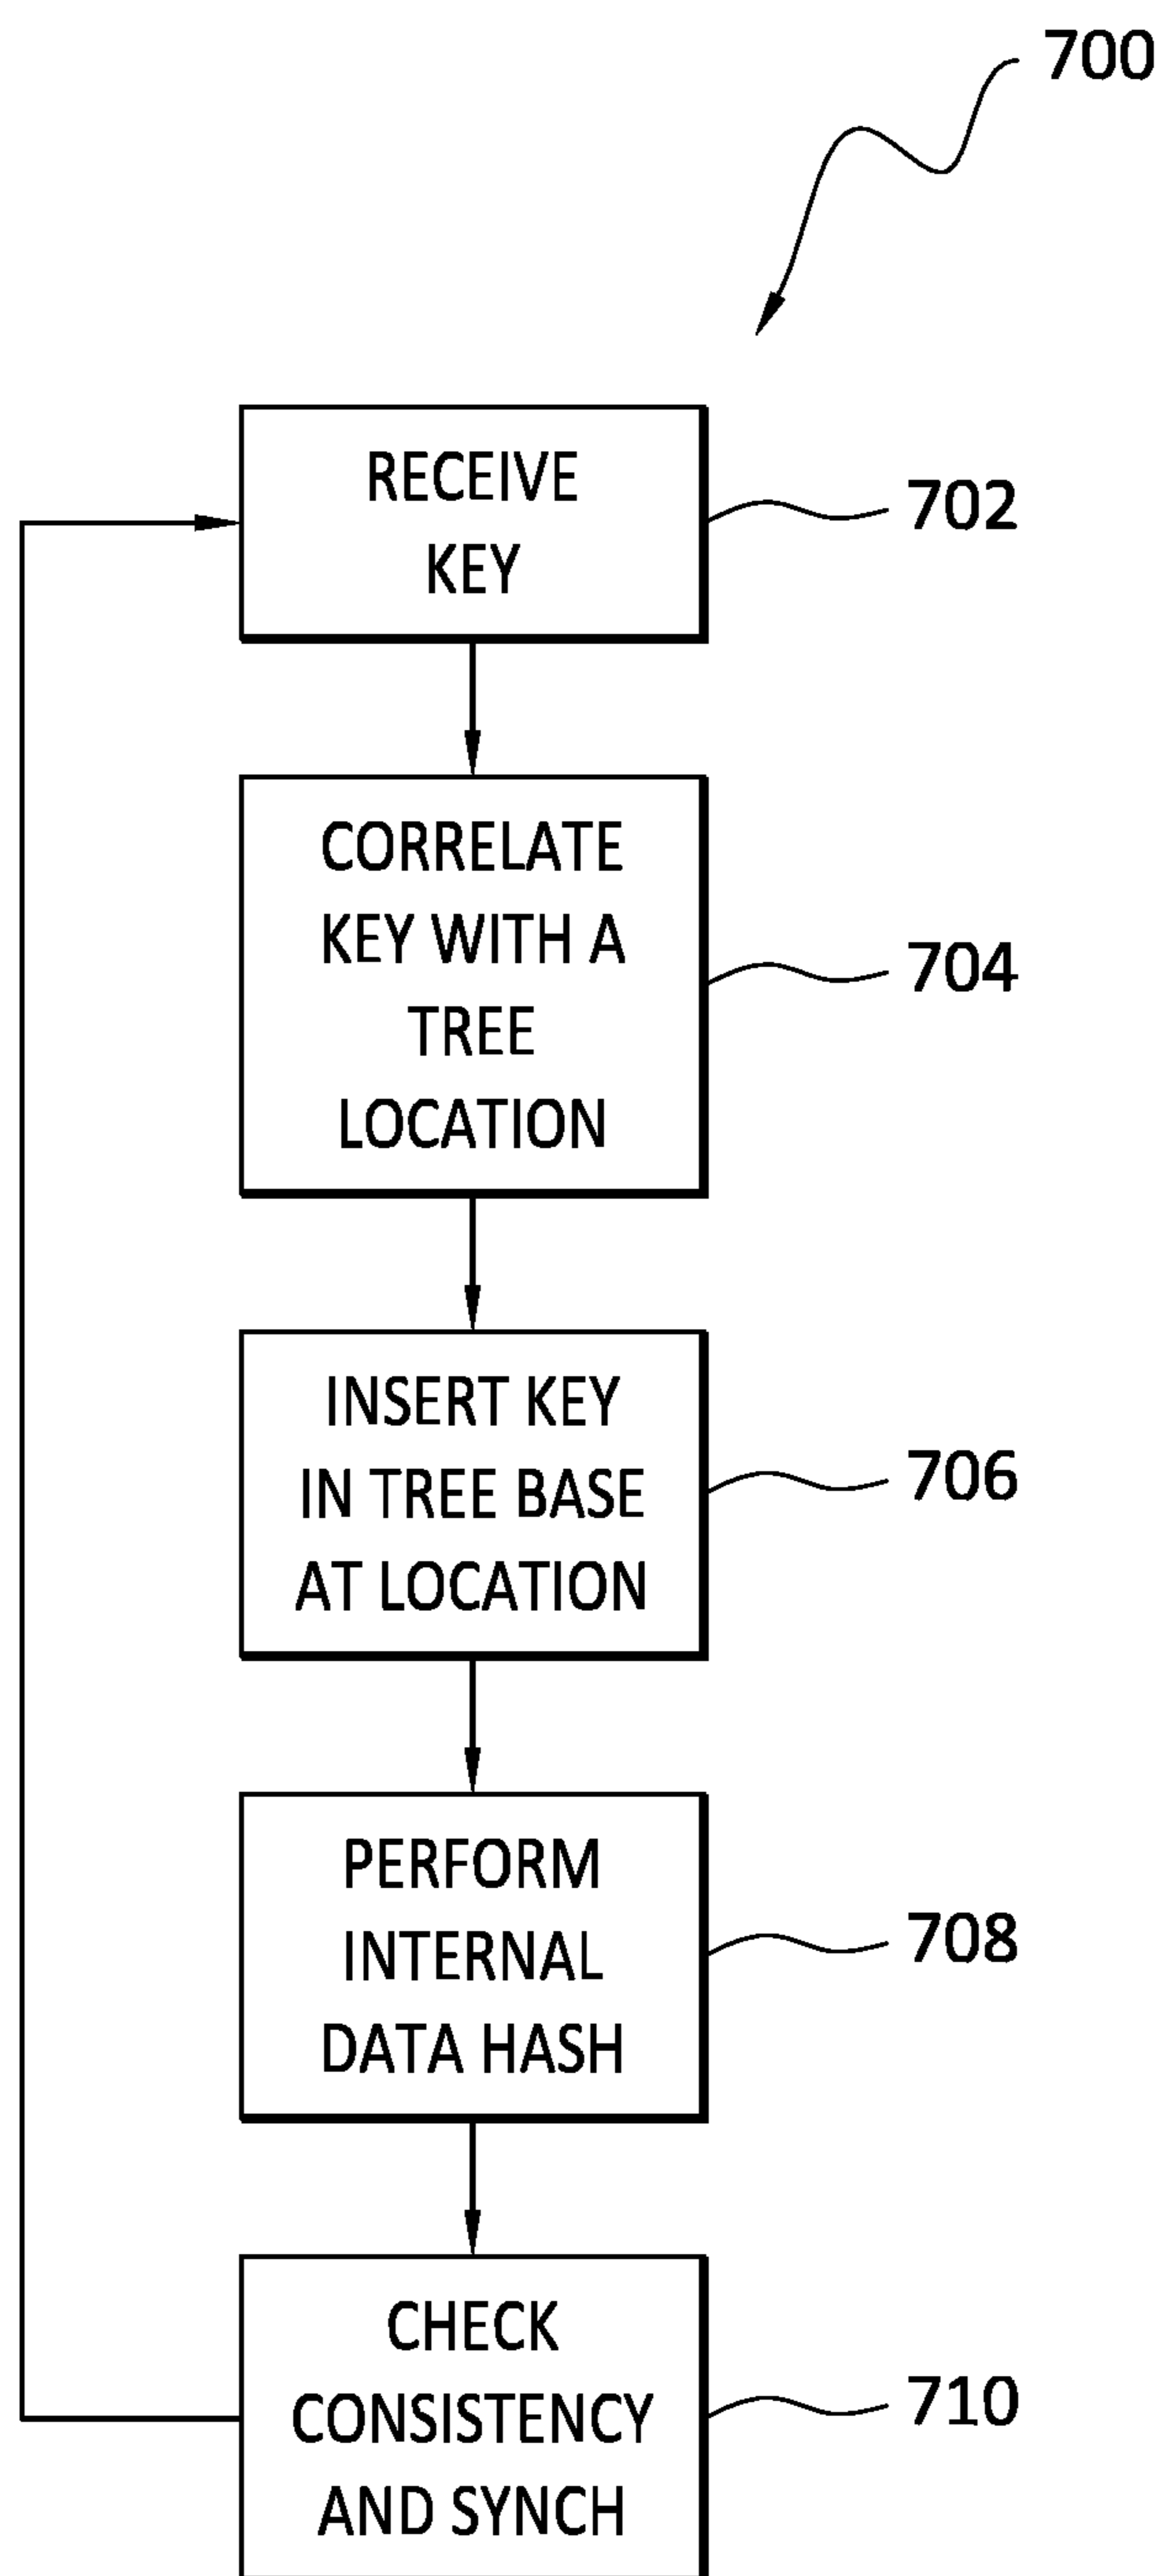 700
RECEIVE
KEY
702
CORRELATE
KEY WITH A
TREE
LOCATION
704
INSERT KEY
IN TREE BASE
AT LOCATION
706
PERFORM
INTERNAL
DATA HASH
708
CHECK
CONSISTENCY
AND SYNCH
710